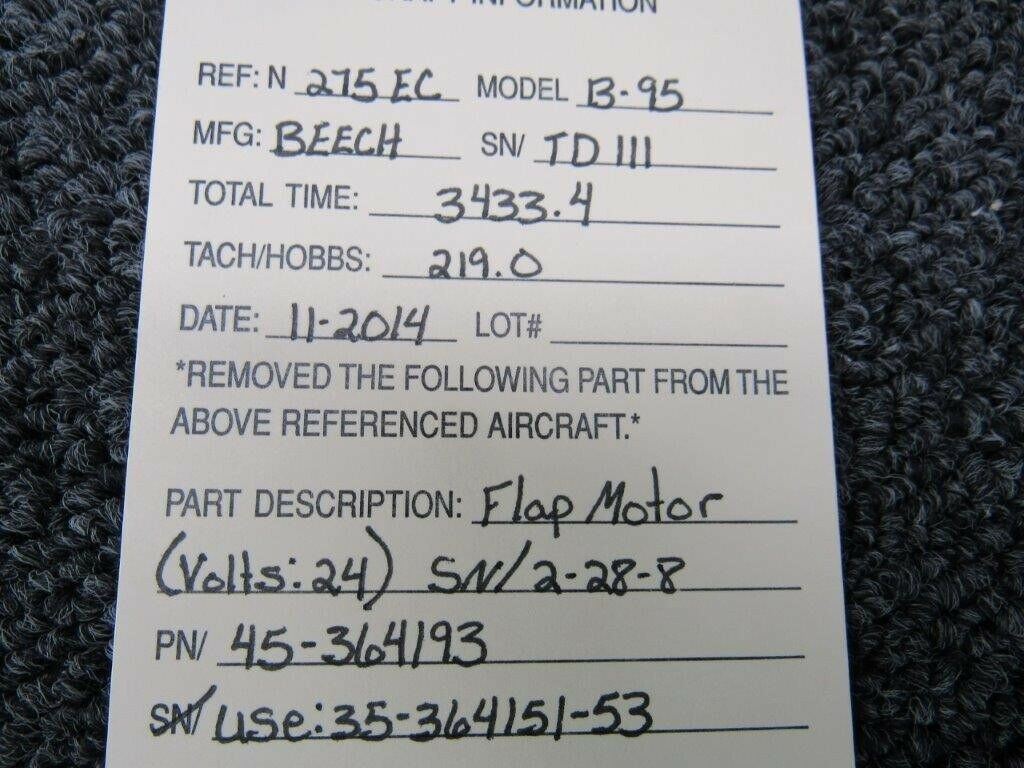 INFORMATION
REF: N 275 EC MODEL B-95
MFG: BEECH SN/ TD 111
TOTAL TIME: 3433.4
TACH/HOBBS: 219.0
DATE: 11-2014 LOT#
*REMOVED THE FOLLOWING PART FROM THE
ABOVE REFERENCED AIRCRAFT.*
PART DESCRIPTION: Flap Motor
(Volts: 24) SN/2-28-8
PN/ 45-364193
SN/ use: 35-364151-53